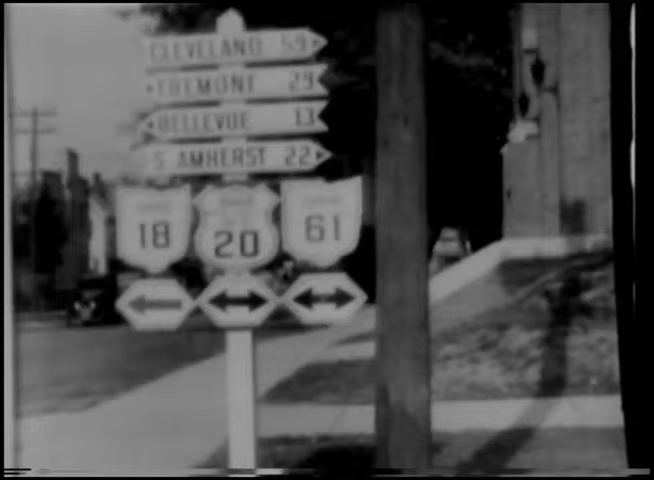 CLEVELAND 59
FREMONT 29
BELLEVUE 13
S AMHERST 22
18 20 61